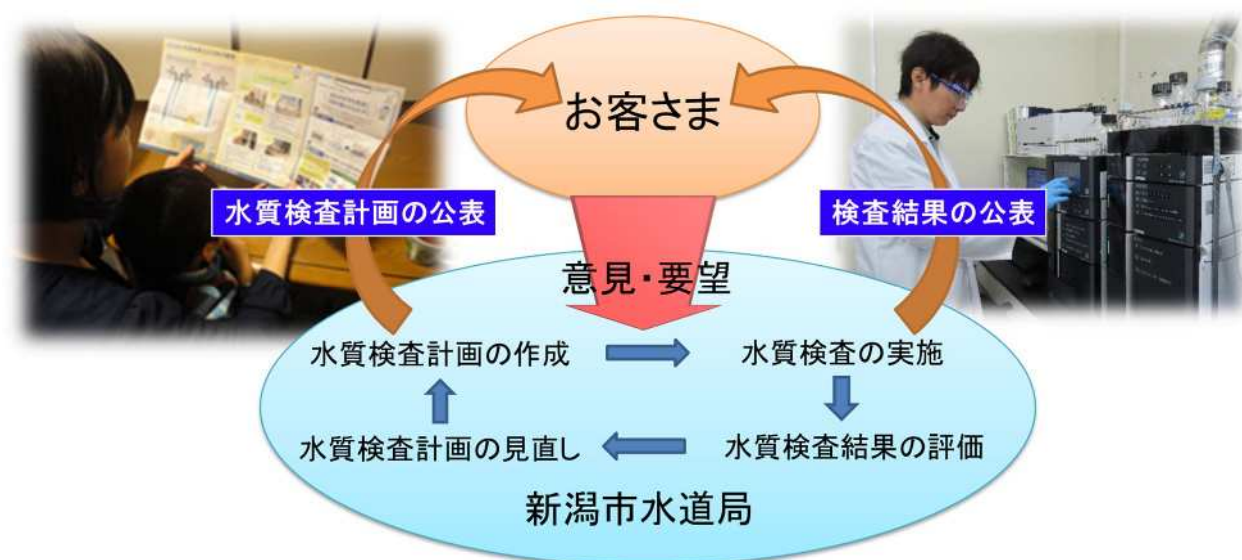 お客さま
水質検査計画の公表
検査結果の公表
意見・要望
水質検査計画の作成
水質検査の実施
水質検査計画の見直し
水質検査結果の評価
新潟市水道局